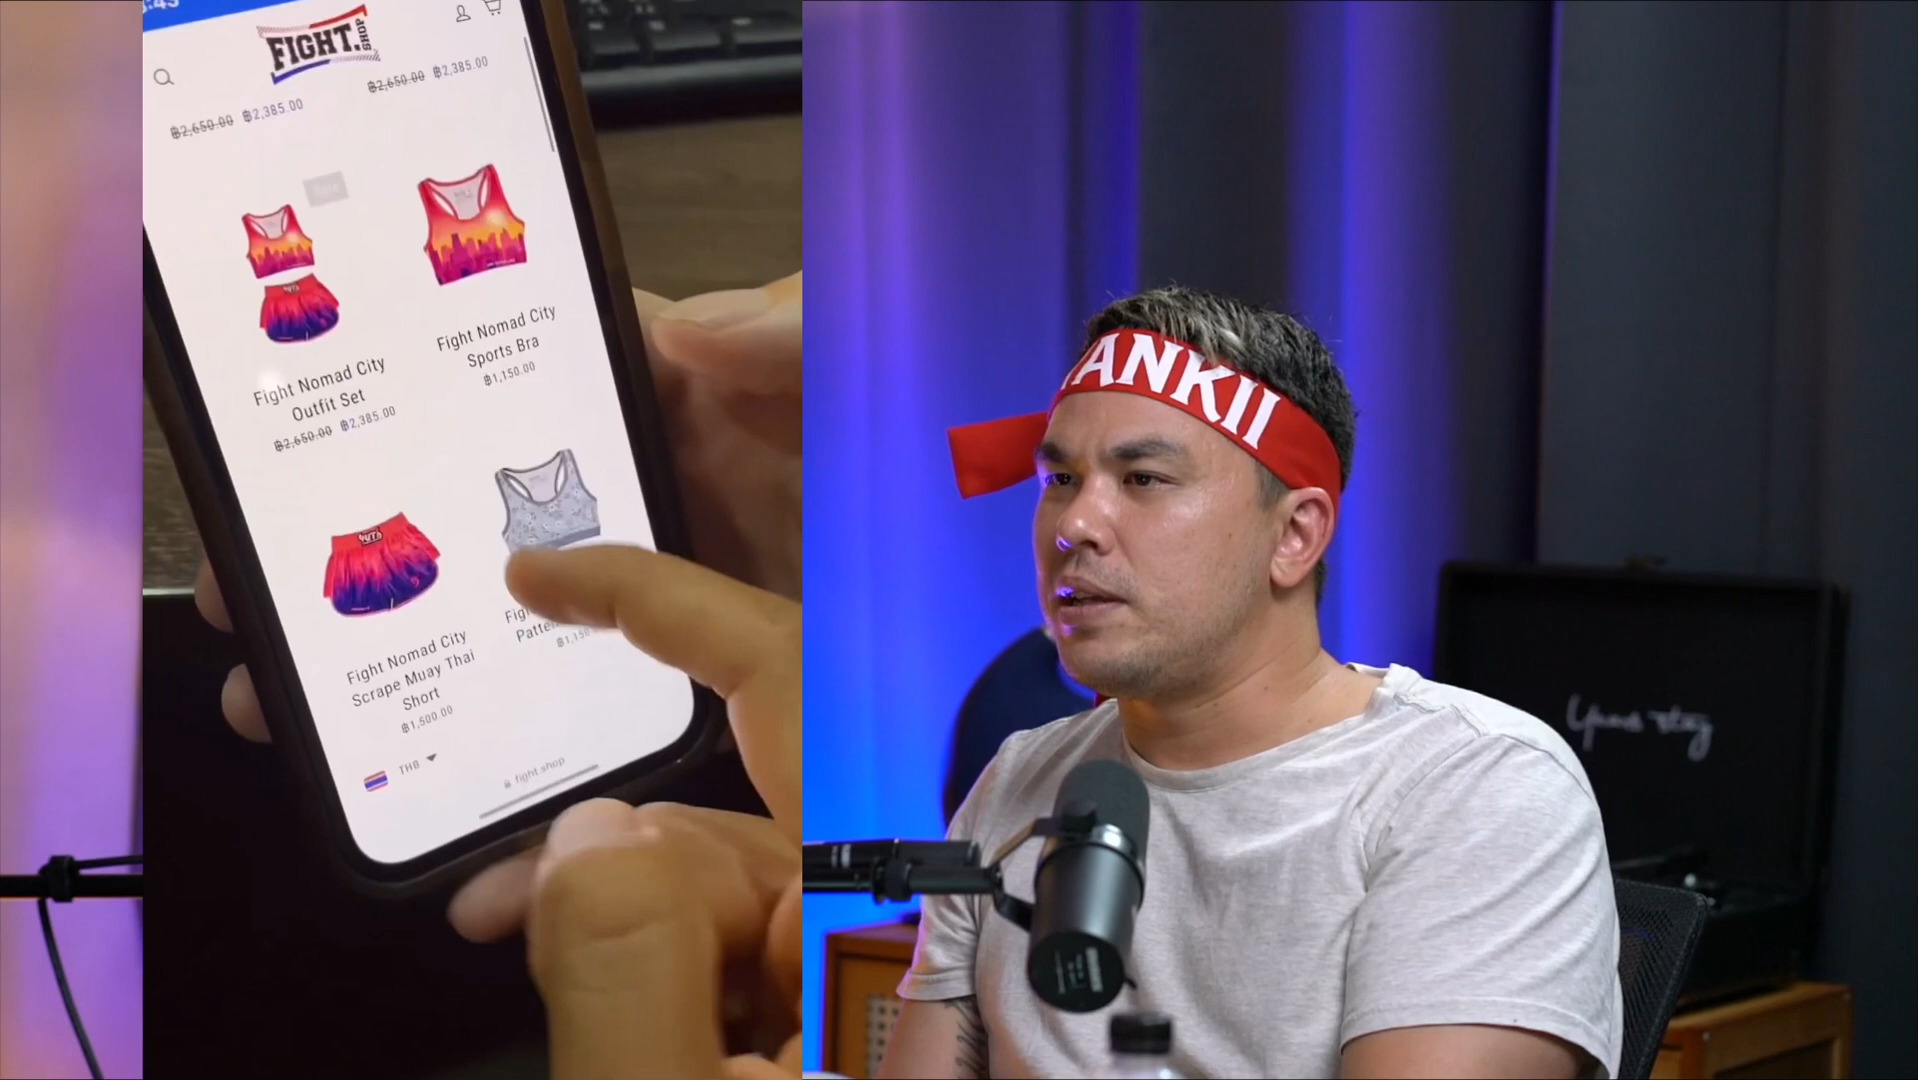 :43
FIGHT.
SHOP
฿2,650.00 ฿2,385.00
฿2,650.00 ฿2,385.00
Sale
Fight Nomad City
Outfit Set
฿2,650.00 ฿2,385.00
Fight Nomad City
Sports Bra
฿1,150.00
Fight Nomad City
Scrape Muay Thai
Short
฿1,500.00
THB
fight.shop
ANKII